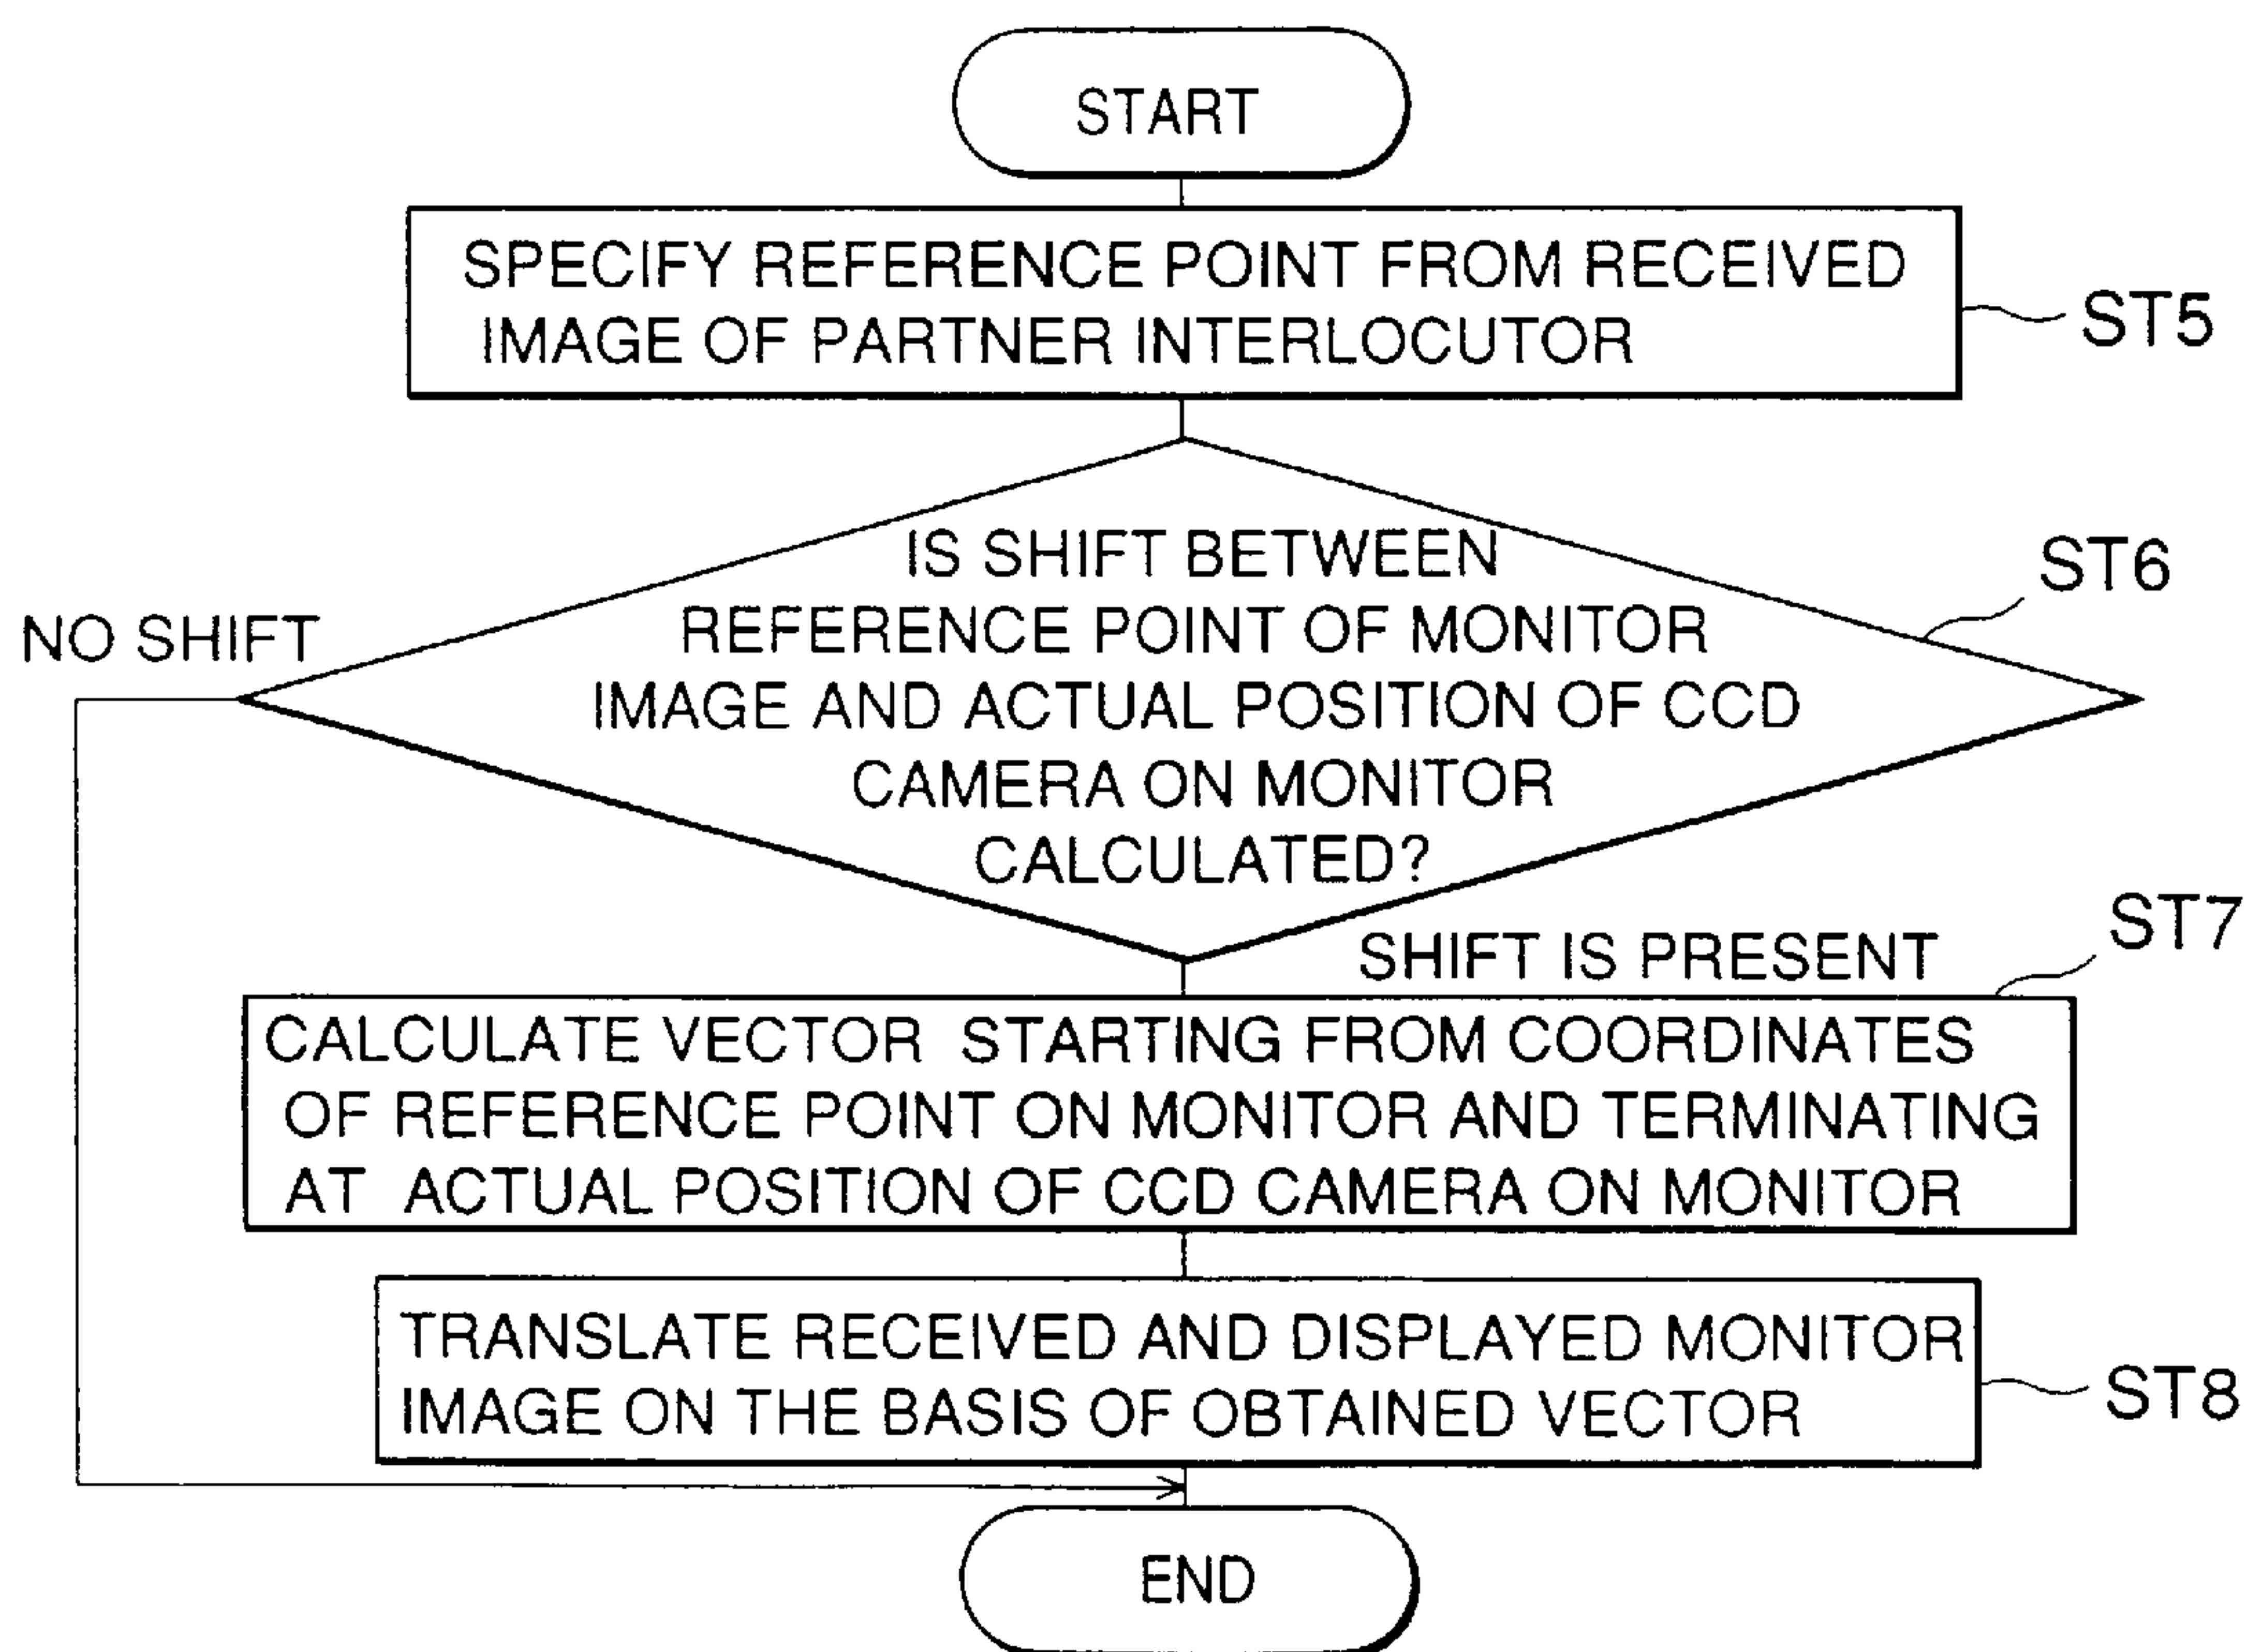 START
SPECIFY REFERENCE POINT FROM RECEIVED
IMAGE OF PARTNER INTERLOCUTOR
ST5
IS SHIFT BETWEEN
REFERENCE POINT OF MONITOR
IMAGE AND ACTUAL POSITION OF CCD
CAMERA ON MONITOR
CALCULATED?
ST6
NO SHIFT
SHIFT IS PRESENT
ST7
CALCULATE VECTOR STARTING FROM COORDINATES
OF REFERENCE POINT ON MONITOR AND TERMINATING
AT ACTUAL POSITION OF CCD CAMERA ON MONITOR
TRANSLATE RECEIVED AND DISPLAYED MONITOR
IMAGE ON THE BASIS OF OBTAINED VECTOR
ST8
END